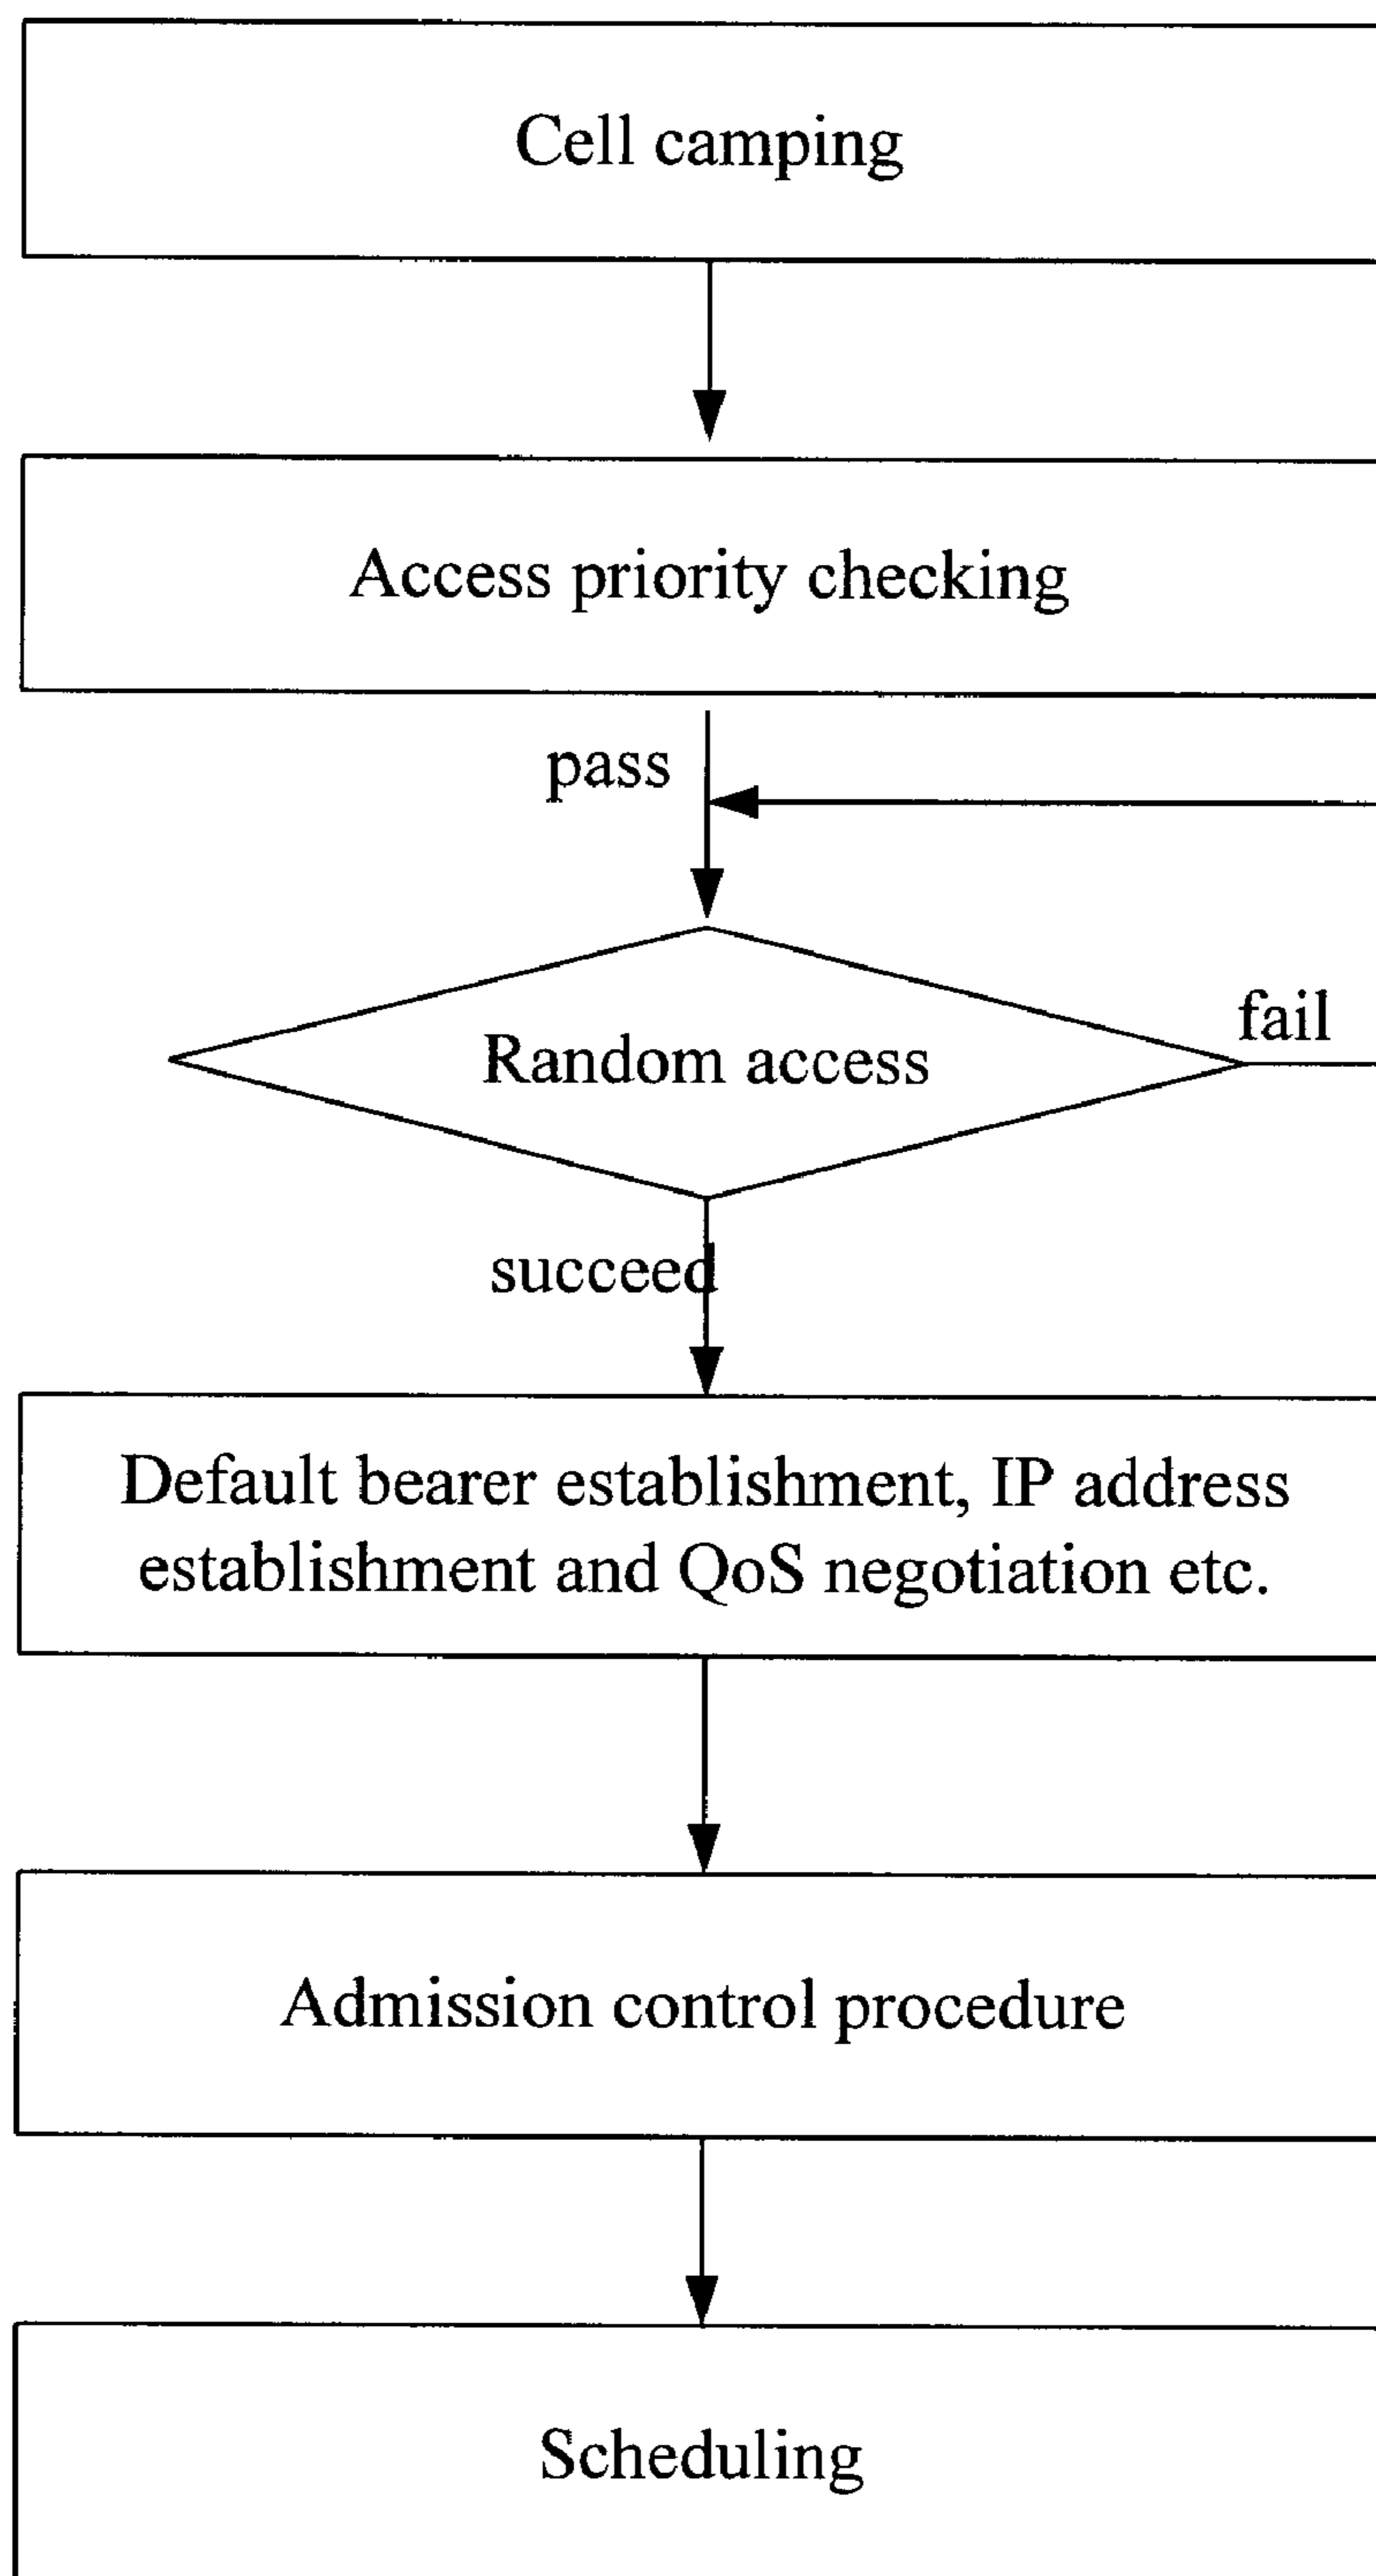 Cell camping
Access priority checking
pass
fail
Random access
succeed
Default bearer establishment, IP address
establishment and QoS negotiation etc.
Admission control procedure
Scheduling